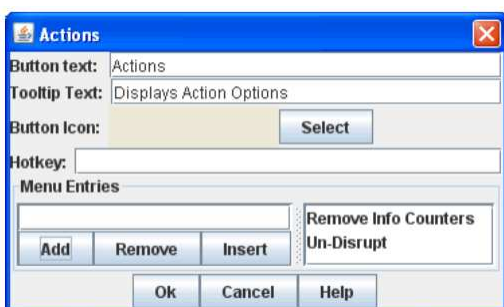 Actions
Button text: Actions
Tooltip Text: Displays Action Options
Button Icon: Select
Hotkey:
Menu Entries
Remove Info Counters
Un-Disrupt
Add Remove Insert
Ok Cancel Help